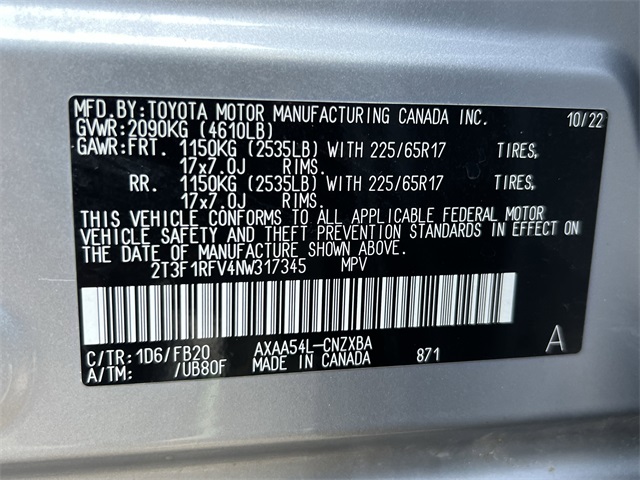 MFD.BY:TOYOTA MOTOR MANUFACTURING CANADA INC. 10/22
GVWR:2090KG (4610LB)
GAWR:FRT. 1150KG (2535LB) WITH 225/65R17 TIRES,
17x7.0J RIMS.
RR. 1150KG (2535LB) WITH 225/65R17 TIRES,
17x7.0J RIMS.
THIS VEHICLE CONFORMS TO ALL APPLICABLE FEDERAL MOTOR
VEHICLE SAFETY AND THEFT PREVENTION STANDARDS IN EFFECT ON
THE DATE OF MANUFACTURE SHOWN ABOVE.
2T3F1RFV4NW317345 MPV
C/TR:1D6/FB20 AXAA54L-CNZXBA 871 A
A/TM: /UB80F MADE IN CANADA